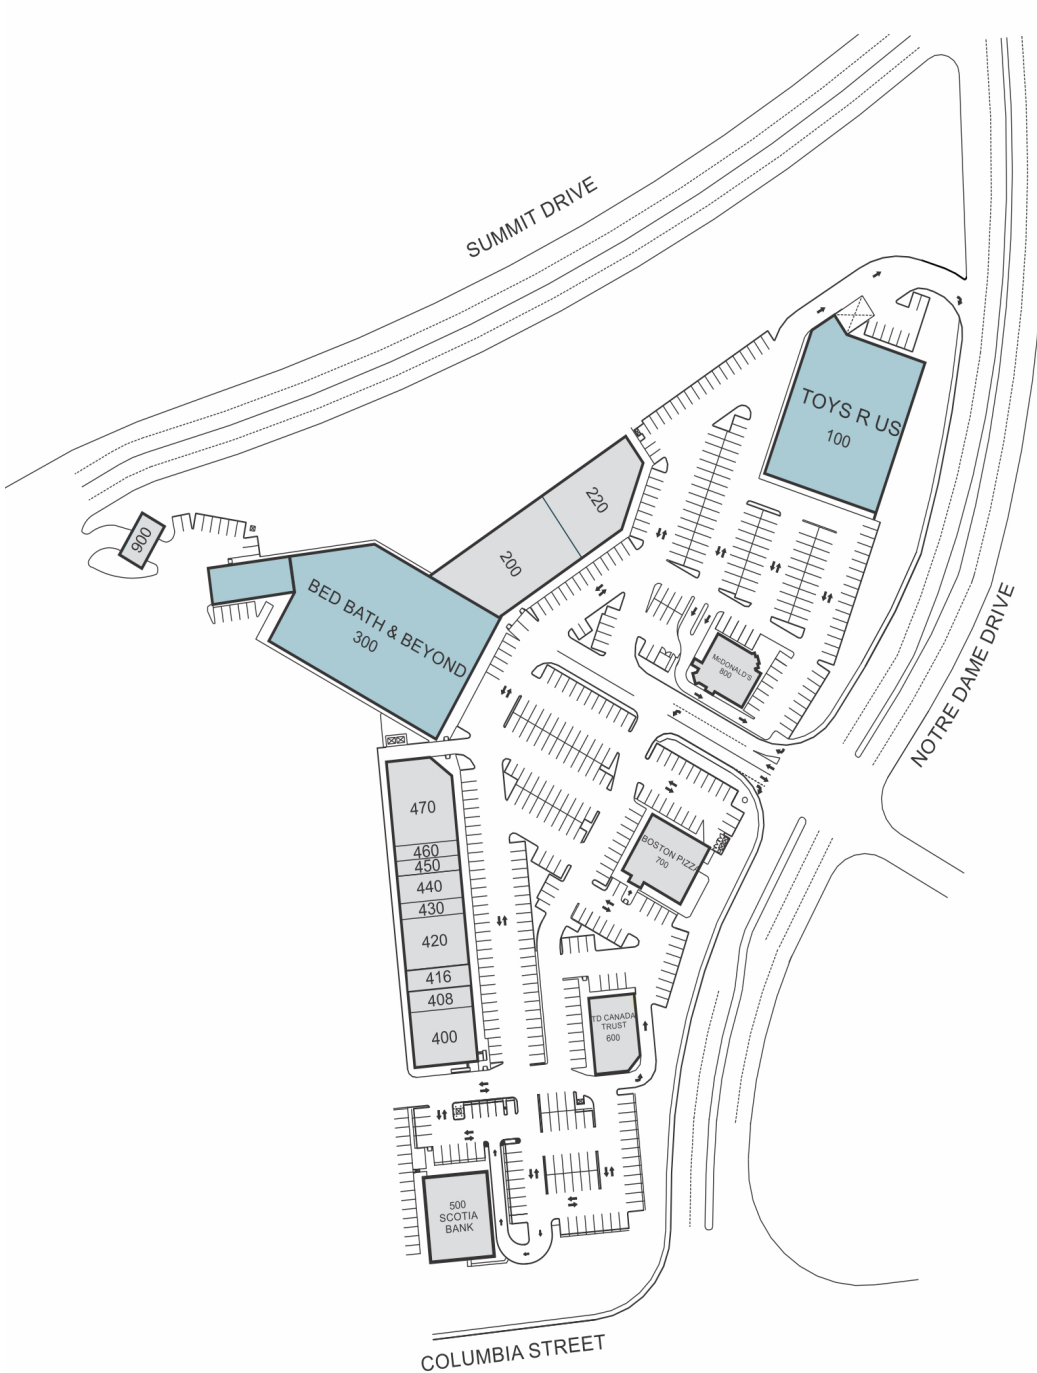 SUMMIT DRIVE
TOYS R US
100
220
200
900
BED BATH & BEYOND
300
McDONALD'S
800
NOTRE DAME DRIVE
470
460
450
440
430
420
416
408
400
BOSTON PIZZA
700
TD CANADA
TRUST
600
500
SCOTIA
BANK
COLUMBIA STREET